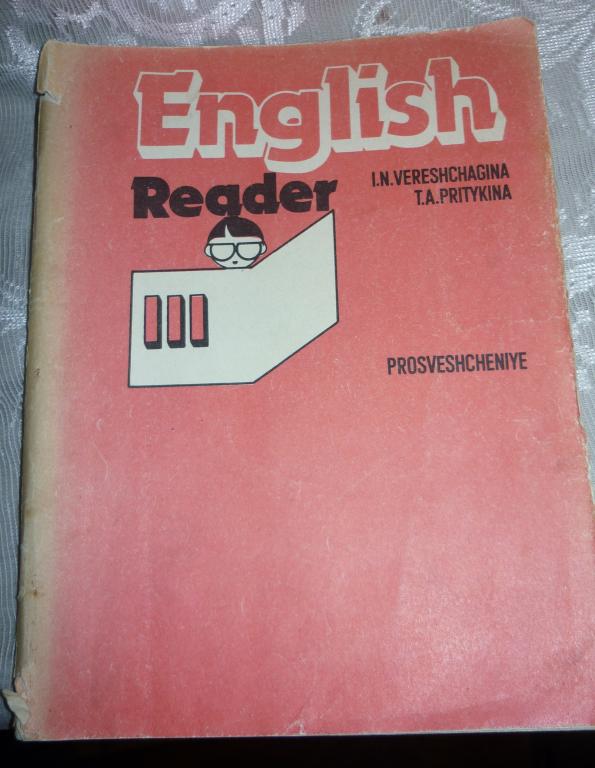 English
Reader
I.N.VERESHCHAGINA
T.A.PRITYKINA
III
PROSVESHCHENIYE